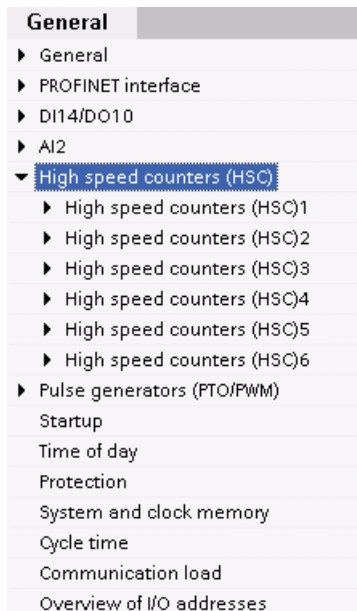 General
General
PROFINET interface
DI14/DO10
AI2
High speed counters (HSC)
High speed counters (HSC)1
High speed counters (HSC)2
High speed counters (HSC)3
High speed counters (HSC)4
High speed counters (HSC)5
High speed counters (HSC)6
Pulse generators (PTO/PWM)
Startup
Time of day
Protection
System and clock memory
Cycle time
Communication load
Overview of I/O addresses